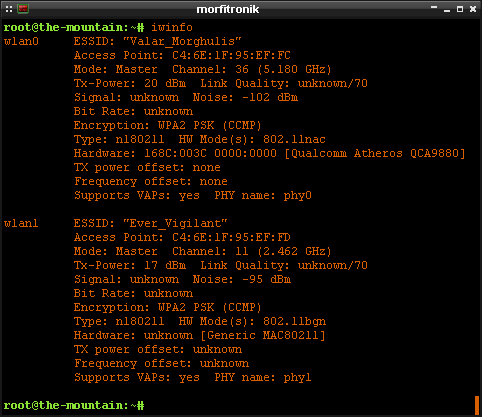 morfitronik
root@the-mountain:~# iwinfo
wlan0     ESSID: "Valar_Morghulis"
          Access Point: C4:6E:1F:95:EF:FC
          Mode: Master  Channel: 36 (5.180 GHz)
          Tx-Power: 20 dBm  Link Quality: unknown/70
          Signal: unknown  Noise: -102 dBm
          Bit Rate: unknown
          Encryption: WPA2 PSK (CCMP)
          Type: nl80211  HW Mode(s): 802.11nac
          Hardware: 168C:003C 0000:0000 [Qualcomm Atheros QCA9880]
          TX power offset: none
          Frequency offset: none
          Supports VAPs: yes  PHY name: phy0
wlan1     ESSID: "Ever_Vigilant"
          Access Point: C4:6E:1F:95:EF:FD
          Mode: Master  Channel: 11 (2.462 GHz)
          Tx-Power: 17 dBm  Link Quality: unknown/70
          Signal: unknown  Noise: -95 dBm
          Bit Rate: unknown
          Encryption: WPA2 PSK (CCMP)
          Type: nl80211  HW Mode(s): 802.11bgn
          Hardware: unknown [Generic MAC80211]
          TX power offset: unknown
          Frequency offset: unknown
          Supports VAPs: yes  PHY name: phy1
root@the-mountain:~#